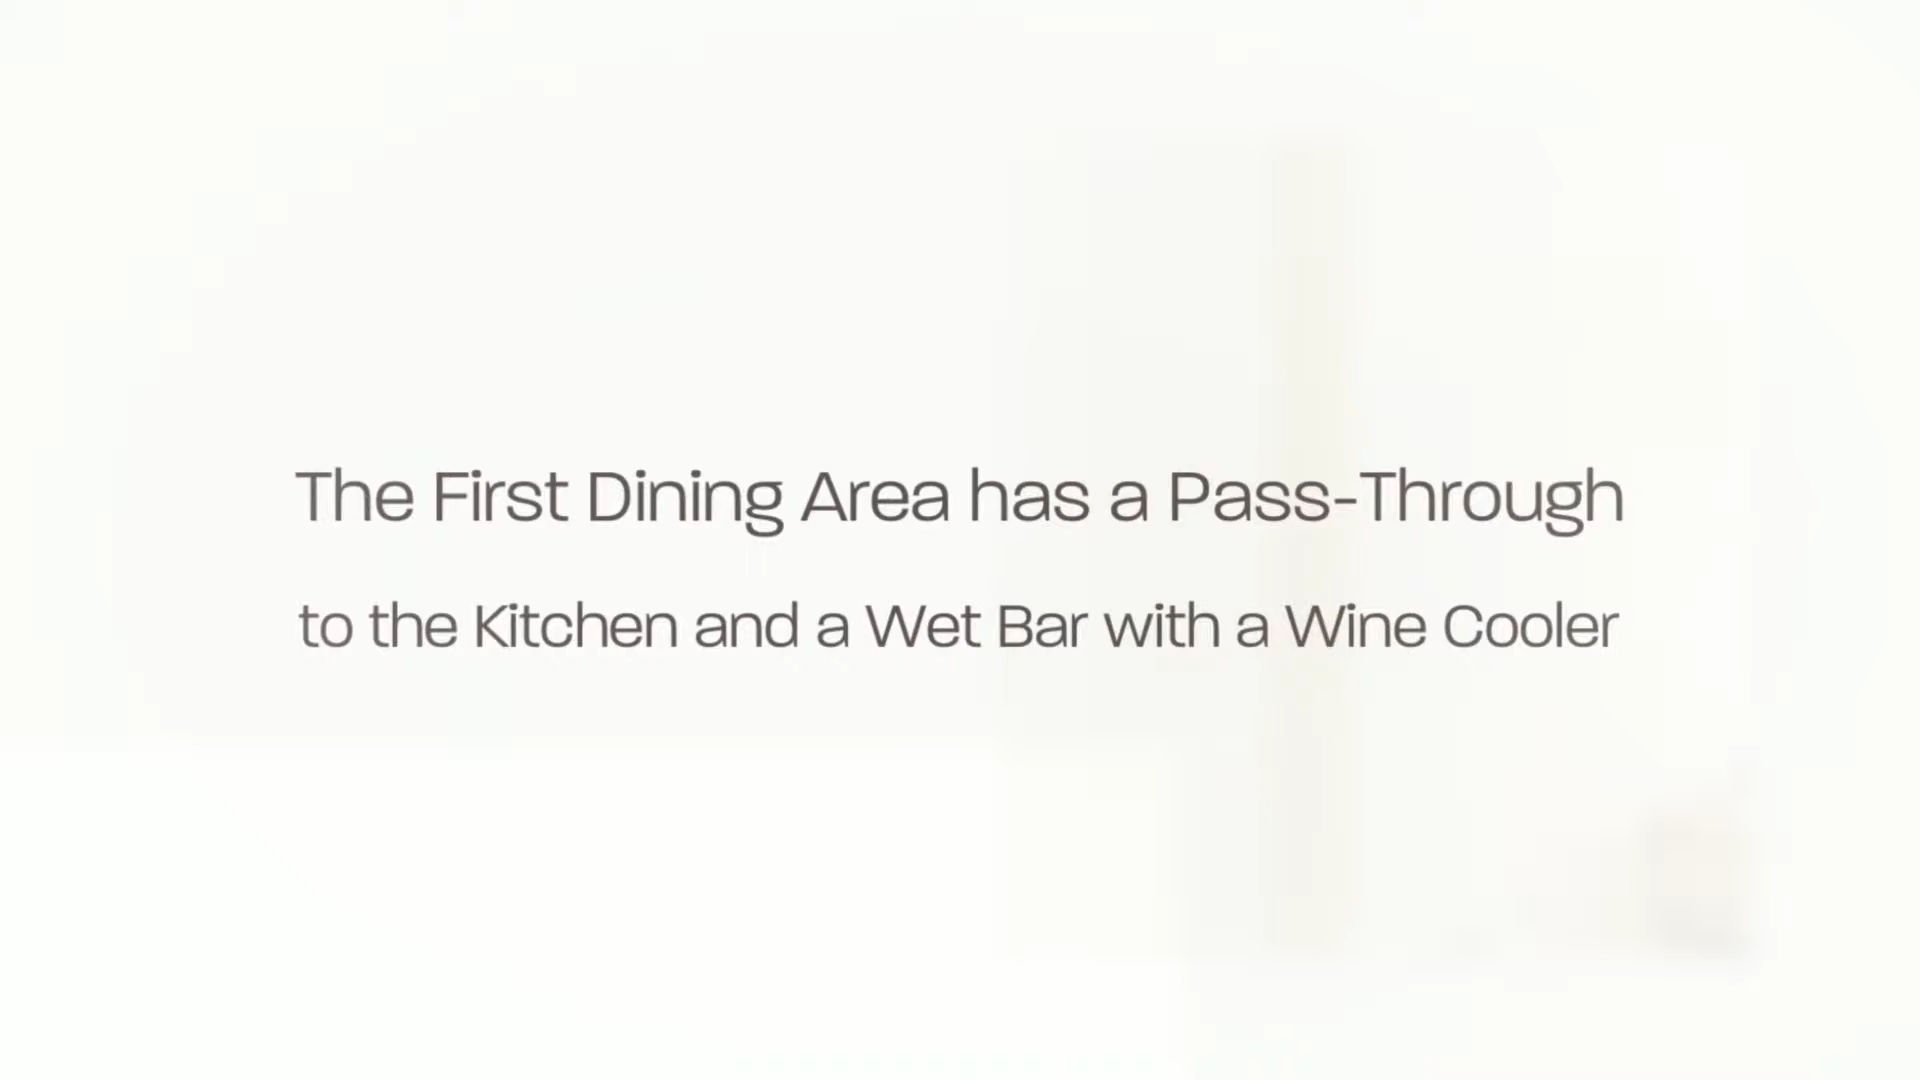 The First Dining Area has a Pass-Through
to the Kitchen and a Wet Bar with a Wine Cooler